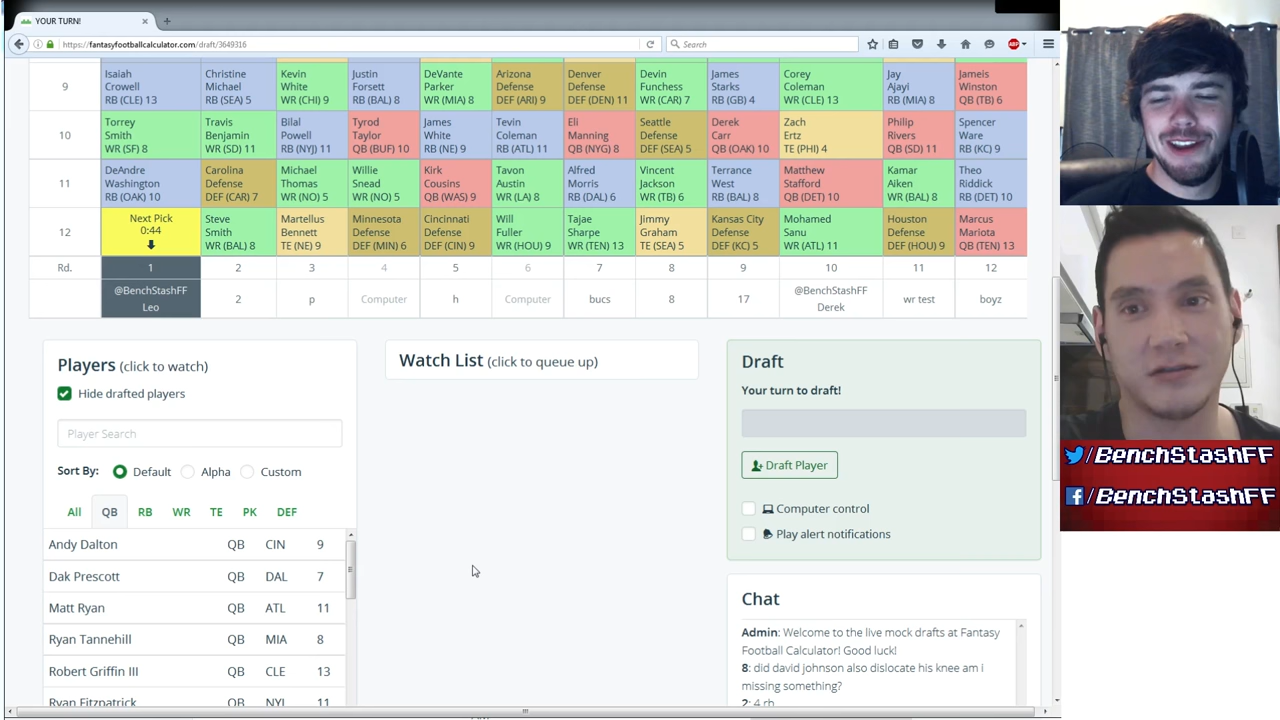 YOUR TURN!
https://fantasyfootballcalculator.com/draft/3649316
Search
ABP
9
Isaiah Crowell RB (CLE) 13
Christine Michael RB (SEA) 5
Kevin White WR (CHI) 9
Justin Forsett RB (BAL) 8
DeVante Parker WR (MIA) 8
Arizona Defense DEF (ARI) 9
Denver Defense DEF (DEN) 11
Devin Funchess WR (CAR) 7
James Starks RB (GB) 4
Corey Coleman WR (CLE) 13
Jay Ajayi RB (MIA) 8
Jameis Winston QB (TB) 6
10
Torrey Smith WR (SF) 8
Travis Benjamin WR (SD) 11
Bilal Powell RB (NYJ) 11
Tyrod Taylor QB (BUF) 10
James White RB (NE) 9
Tevin Coleman RB (ATL) 11
Eli Manning QB (NYG) 8
Seattle Defense DEF (SEA) 5
Derek Carr QB (OAK) 10
Zach Ertz TE (PHI) 4
Philip Rivers QB (SD) 11
Spencer Ware RB (KC) 9
11
DeAndre Washington RB (OAK) 10
Carolina Defense DEF (CAR) 7
Michael Thomas WR (NO) 5
Willie Snead WR (NO) 5
Kirk Cousins QB (WAS) 9
Tavon Austin WR (LA) 8
Alfred Morris RB (DAL) 6
Vincent Jackson WR (TB) 6
Terrance West RB (BAL) 8
Matthew Stafford QB (DET) 10
Kamar Aiken WR (BAL) 8
Theo Riddick RB (DET) 10
12
Next Pick 0:44
Steve Smith WR (BAL) 8
Martellus Bennett TE (NE) 9
Minnesota Defense DEF (MIN) 6
Cincinnati Defense DEF (CIN) 9
Will Fuller WR (HOU) 9
Tajae Sharpe WR (TEN) 13
Jimmy Graham TE (SEA) 5
Kansas City Defense DEF (KC) 5
Mohamed Sanu WR (ATL) 11
Houston Defense DEF (HOU) 9
Marcus Mariota QB (TEN) 13
Rd. 1 2 3 4 5 6 7 8 9 10 11 12
@BenchStashFF Leo 2 p Computer h Computer bucs 8 17 @BenchStashFF Derek wr test boyz
Players (click to watch)
Hide drafted players
Player Search
Sort By: Default Alpha Custom
All QB RB WR TE PK DEF
Andy Dalton QB CIN 9
Dak Prescott QB DAL 7
Matt Ryan QB ATL 11
Ryan Tannehill QB MIA 8
Robert Griffin III QB CLE 13
Ryan Fitzpatrick QB NYJ 11
Watch List (click to queue up)
Draft
Your turn to draft!
Draft Player
Computer control
Play alert notifications
Chat
Admin: Welcome to the live mock drafts at Fantasy
Football Calculator! Good luck!
8: did david johnson also dislocate his knee am i
missing something?
2: 4 rb
/BenchStashFF
/BenchStashFF